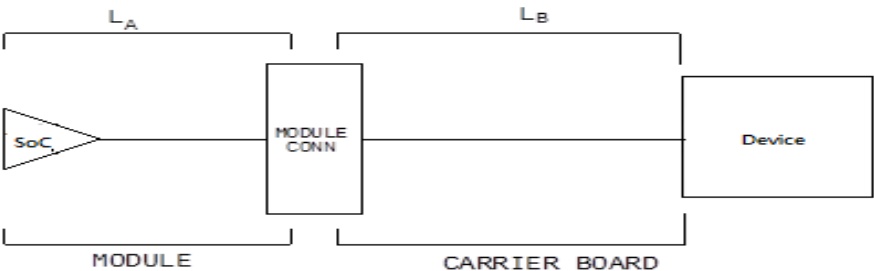 LA
LB
SoC
MODULE
CONN
Device
MODULE
CARRIER BOARD